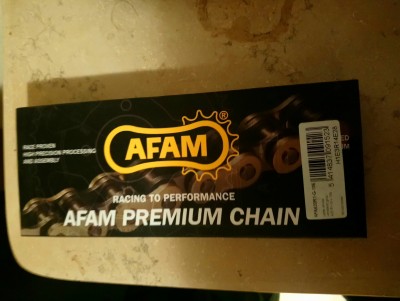 AFAM
®
RACE PROVEN
HIGH PRECISION PROCESSING
AND ASSEMBLY
RACING TO PERFORMANCE
AFAM PREMIUM CHAIN